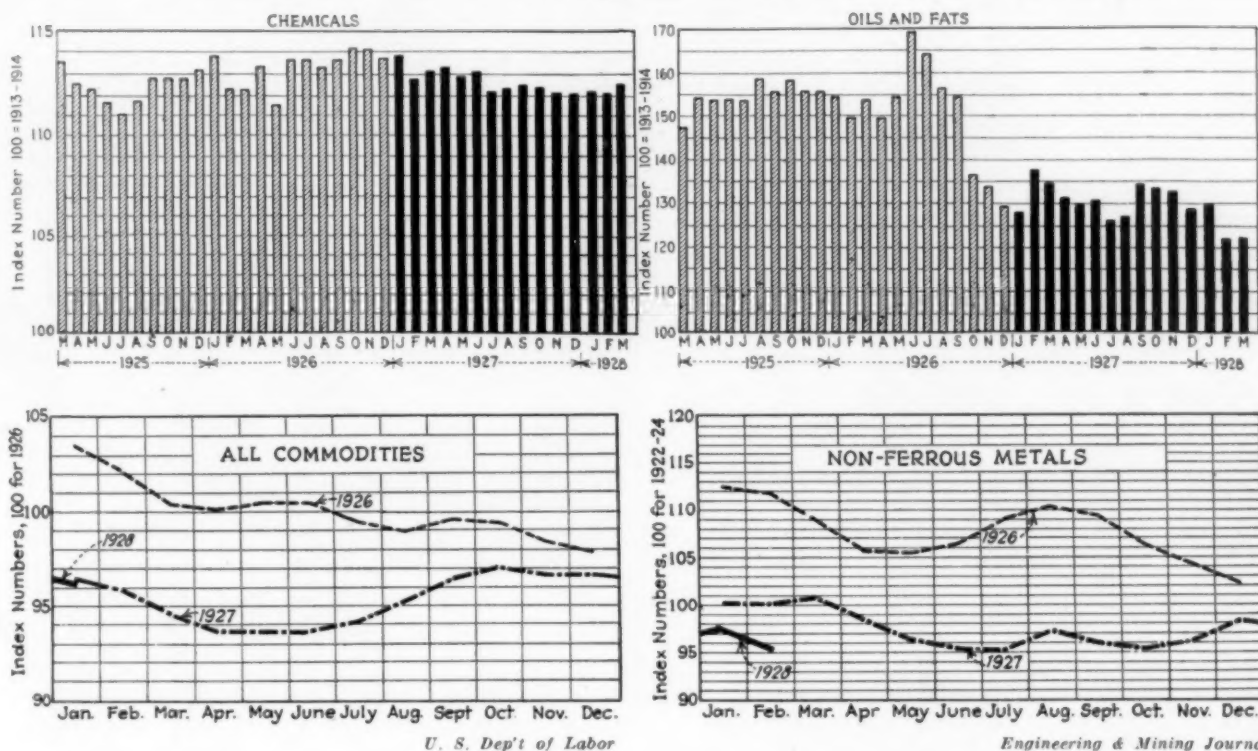 CHEMICALS
Index Number 100=1913-1914
115
110
105
100
M A M J J A S O N D J F M A M J J A S O N D J F M A M J J A S O N D J F M
1925 1926 1927 1928
OILS AND FATS
Index Number 100=1913-1914
170
160
150
140
130
120
110
100
M A M J J A S O N D J F M A M J J A S O N D J F M A M J J A S O N D J F M
1925 1926 1927 1928
ALL COMMODITIES
Index Numbers, 100 for 1926
105
100
95
90
1926
1928
1927
Jan. Feb. Mar. Apr. May June July Aug. Sept Oct. Nov. Dec.
U. S. Dep't of Labor
NON-FERROUS METALS
Index Numbers, 100 for 1922-24
120
115
110
105
100
95
90
1926
1928
1927
Jan. Feb. Mar. Apr May June July Aug. Sept. Oct. Nov. Dec.
Engineering & Mining Journa